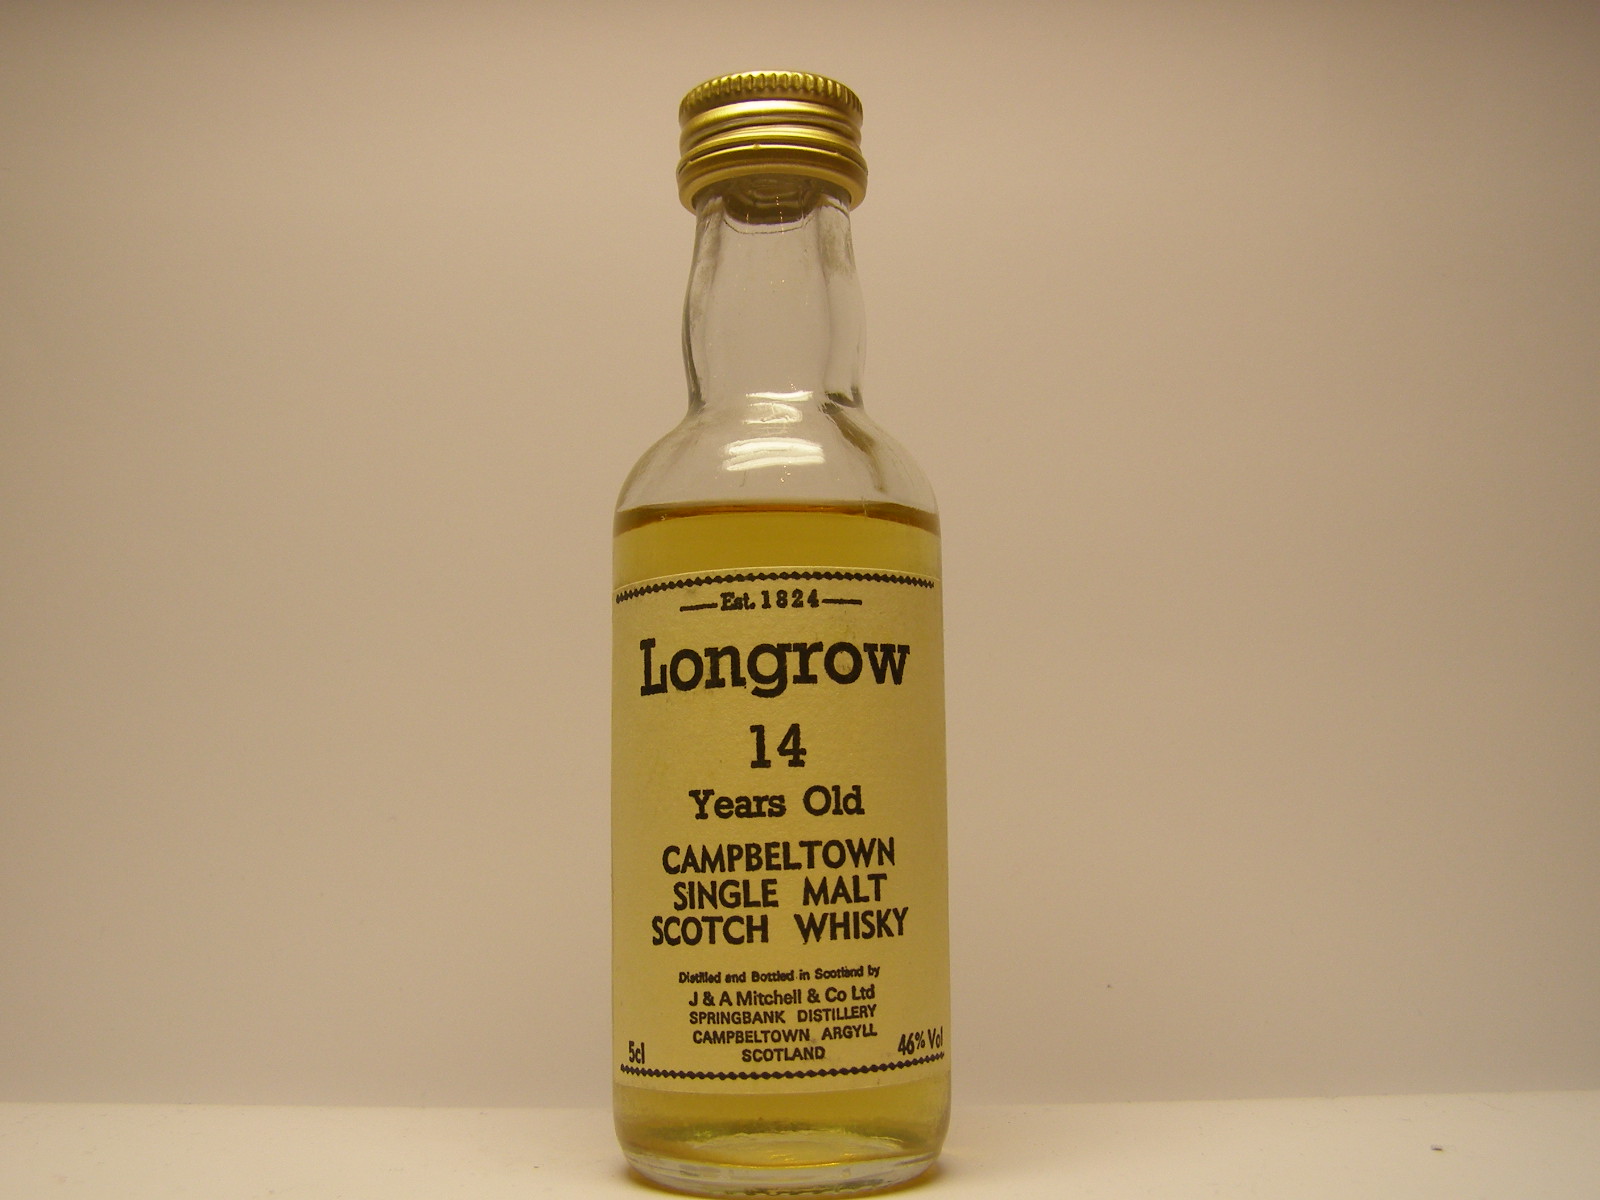 Est. 1824
Longrow
14
Years Old
CAMPBELTOWN
SINGLE MALT
SCOTCH WHISKY
Distilled and Bottled in Scotland by
J & A Mitchell & Co Ltd
SPRINGBANK DISTILLERY
CAMPBELTOWN ARGYLL
SCOTLAND
5cl
46% Vol